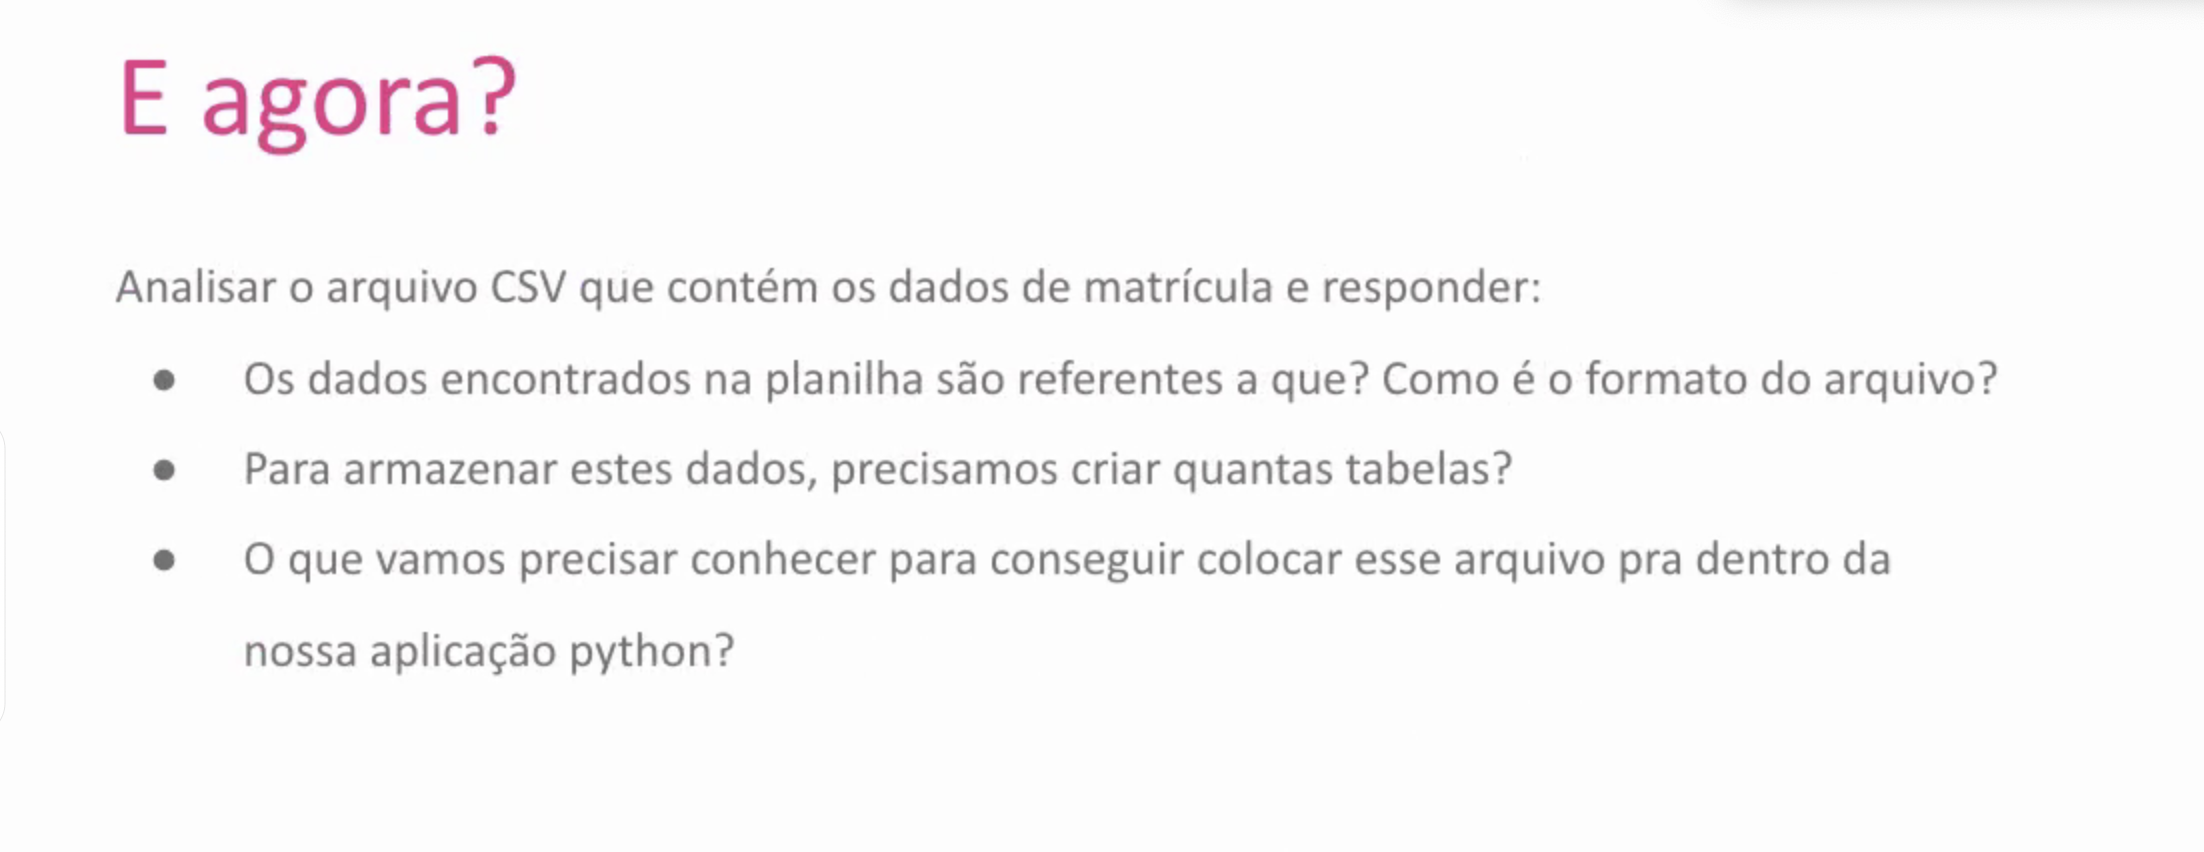 E agora?
Analisar o arquivo CSV que contém os dados de matrícula e responder:
● Os dados encontrados na planilha são referentes a que? Como é o formato do arquivo?
● Para armazenar estes dados, precisamos criar quantas tabelas?
● O que vamos precisar conhecer para conseguir colocar esse arquivo pra dentro da
nossa aplicação python?